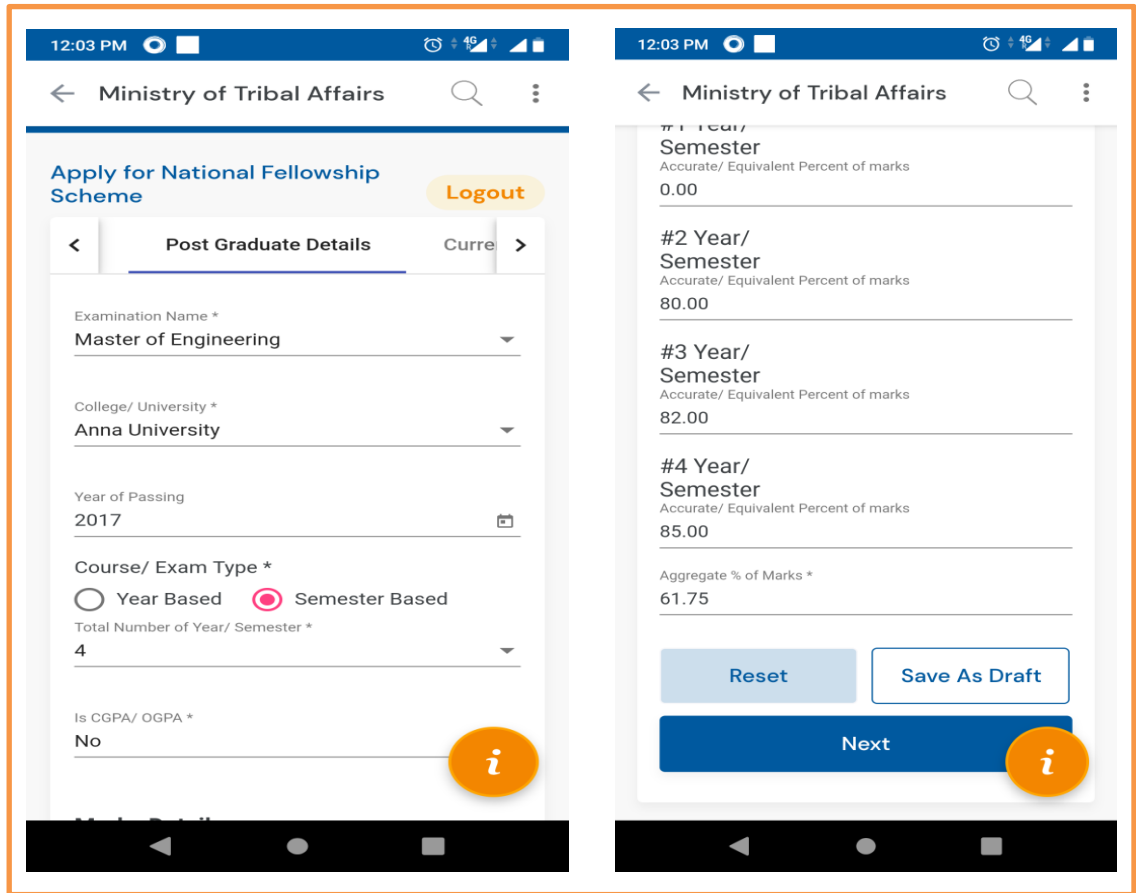 12:03 PM
4G
R
Ministry of Tribal Affairs
Apply for National Fellowship
Scheme
Logout
Post Graduate Details
Curre
Examination Name *
Master of Engineering
College/ University *
Anna University
Year of Passing
2017
Course/ Exam Type *
Year Based
Semester Based
Total Number of Year/ Semester *
4
Is CGPA/ OGPA *
No
i
12:03 PM
4G
R
Ministry of Tribal Affairs
#1 Year/
Semester
Accurate/ Equivalent Percent of marks
0.00
#2 Year/
Semester
Accurate/ Equivalent Percent of marks
80.00
#3 Year/
Semester
Accurate/ Equivalent Percent of marks
82.00
#4 Year/
Semester
Accurate/ Equivalent Percent of marks
85.00
Aggregate % of Marks *
61.75
Reset
Save As Draft
Next
i